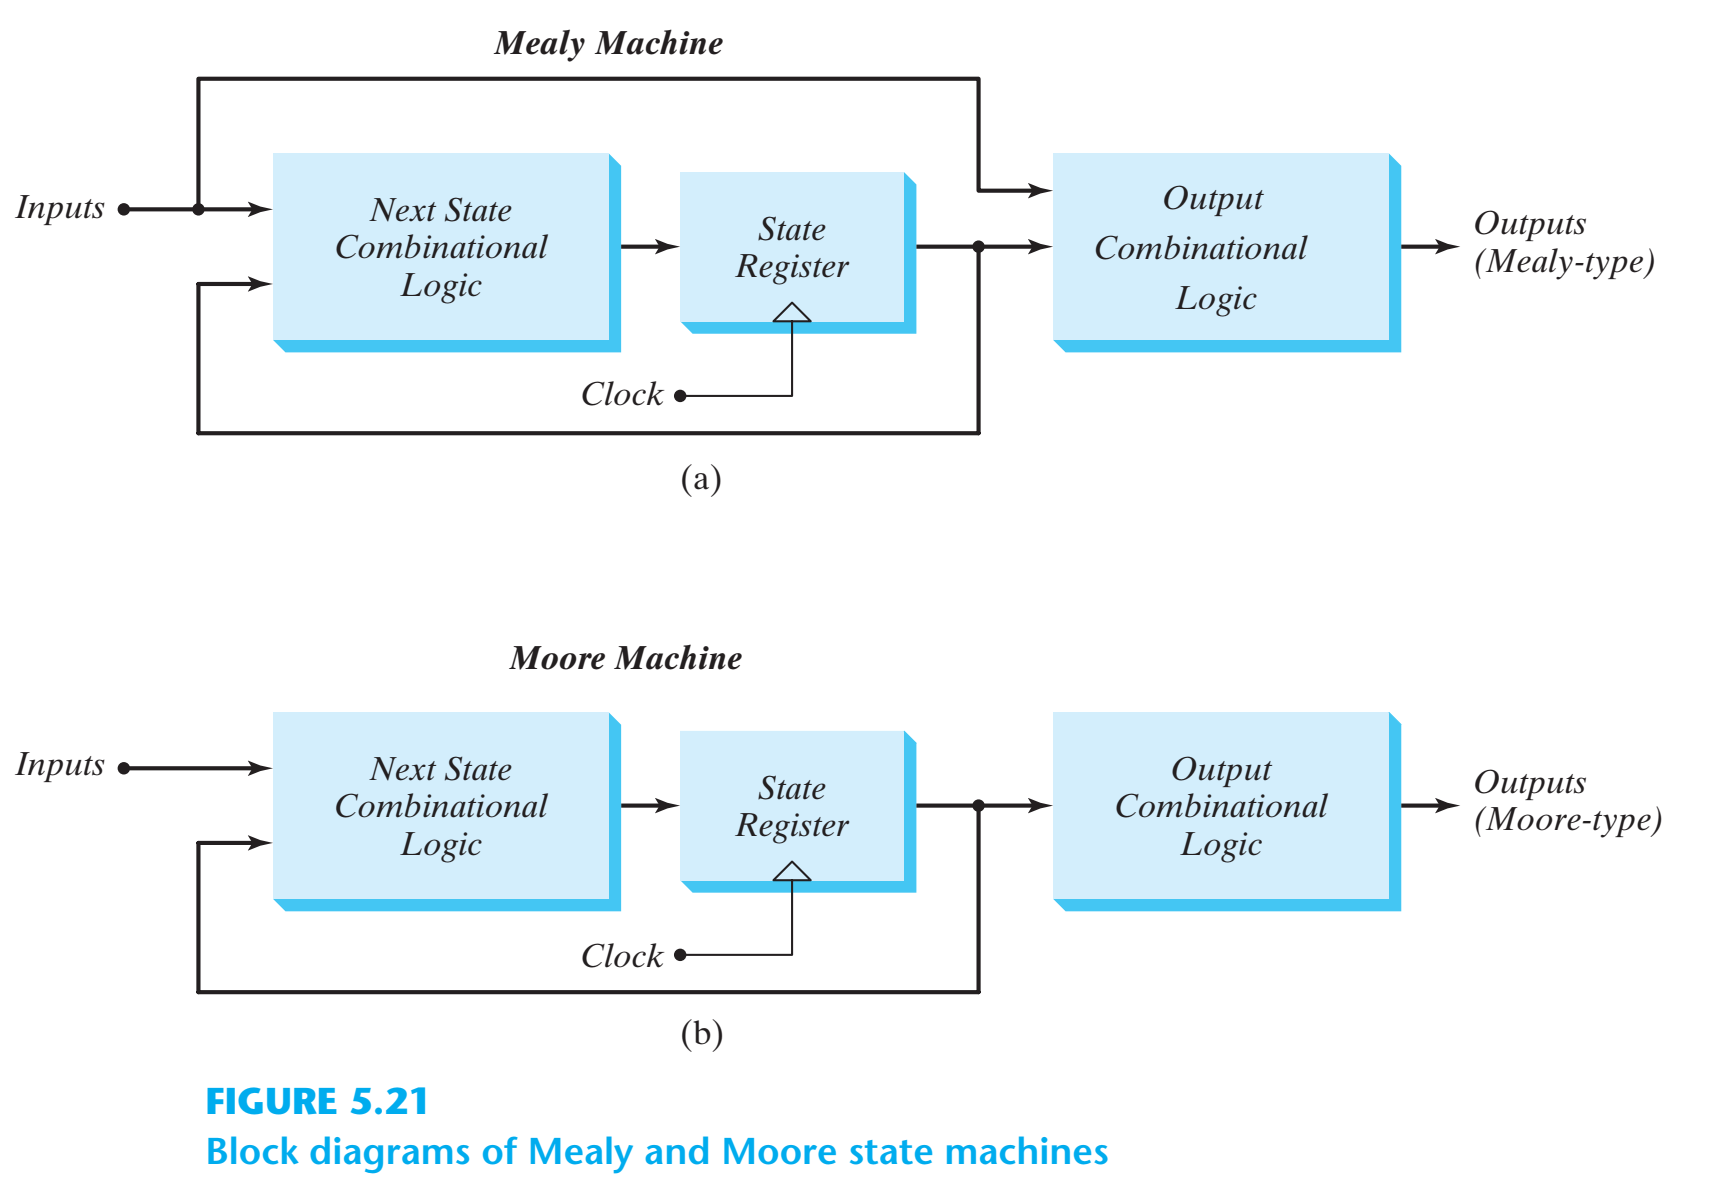 Mealy Machine
Inputs
Next State
Combinational
Logic
State
Register
Output
Combinational
Logic
Outputs
(Mealy-type)
Clock
(a)
Moore Machine
Inputs
Next State
Combinational
Logic
State
Register
Output
Combinational
Logic
Outputs
(Moore-type)
Clock
(b)
FIGURE 5.21
Block diagrams of Mealy and Moore state machines